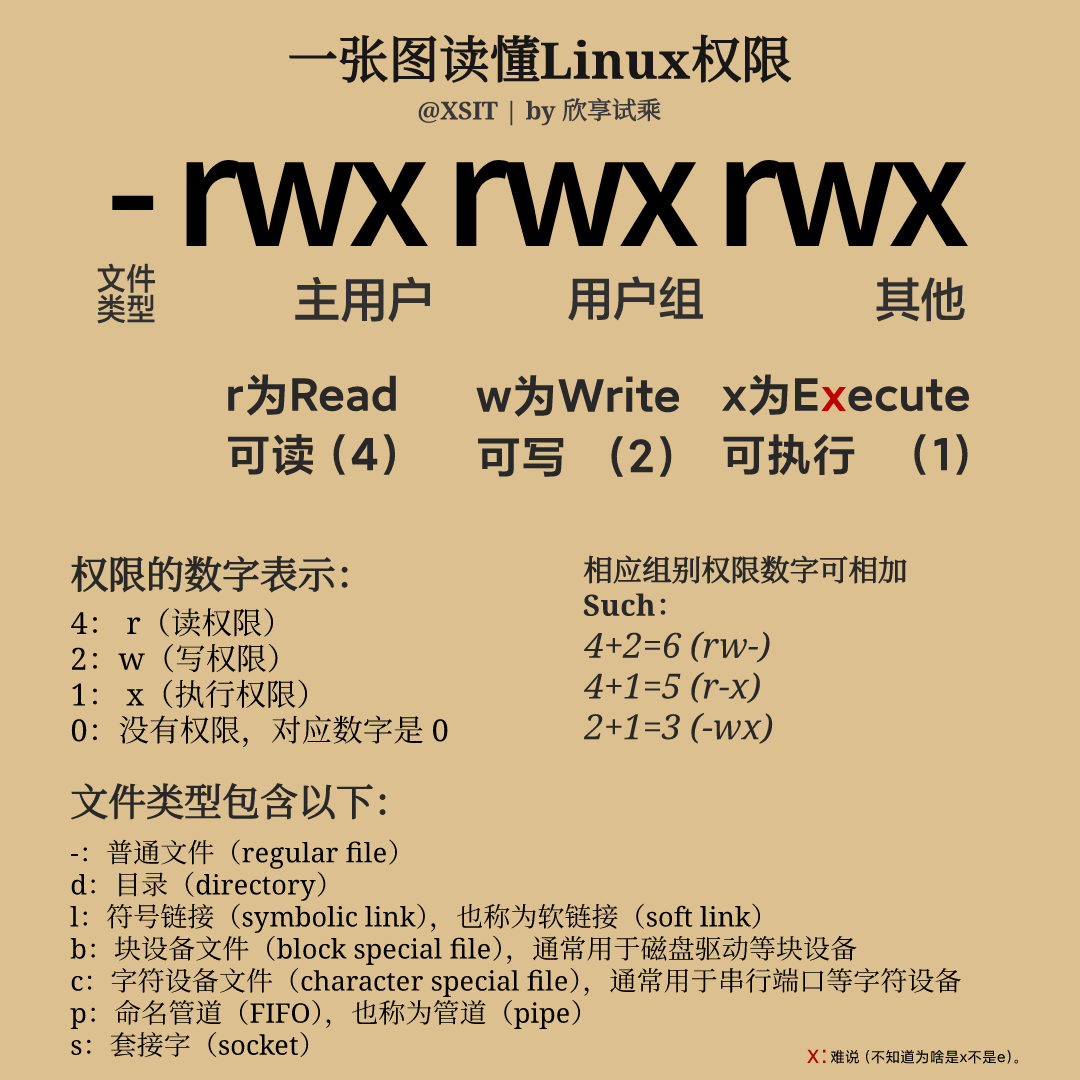 一张图读懂Linux权限
@XSIT | by 欣享试乘
- rwx rwx rwx
文件
类型
主用户 用户组 其他
r为Read w为Write x为Execute
可读（4） 可写 （2） 可执行 （1）
权限的数字表示：
4： r（读权限）
2：w（写权限）
1： x（执行权限）
0：没有权限，对应数字是 0
相应组别权限数字可相加
Such：
4+2=6 (rw-)
4+1=5 (r-x)
2+1=3 (-wx)
文件类型包含以下：
-：普通文件（regular file）
d：目录（directory）
l：符号链接（symbolic link），也称为软链接（soft link）
b：块设备文件（block special file），通常用于磁盘驱动等块设备
c：字符设备文件（character special file），通常用于串行端口等字符设备
p：命名管道（FIFO），也称为管道（pipe）
s：套接字（socket）
x：难说（不知道为啥是x不是e）。